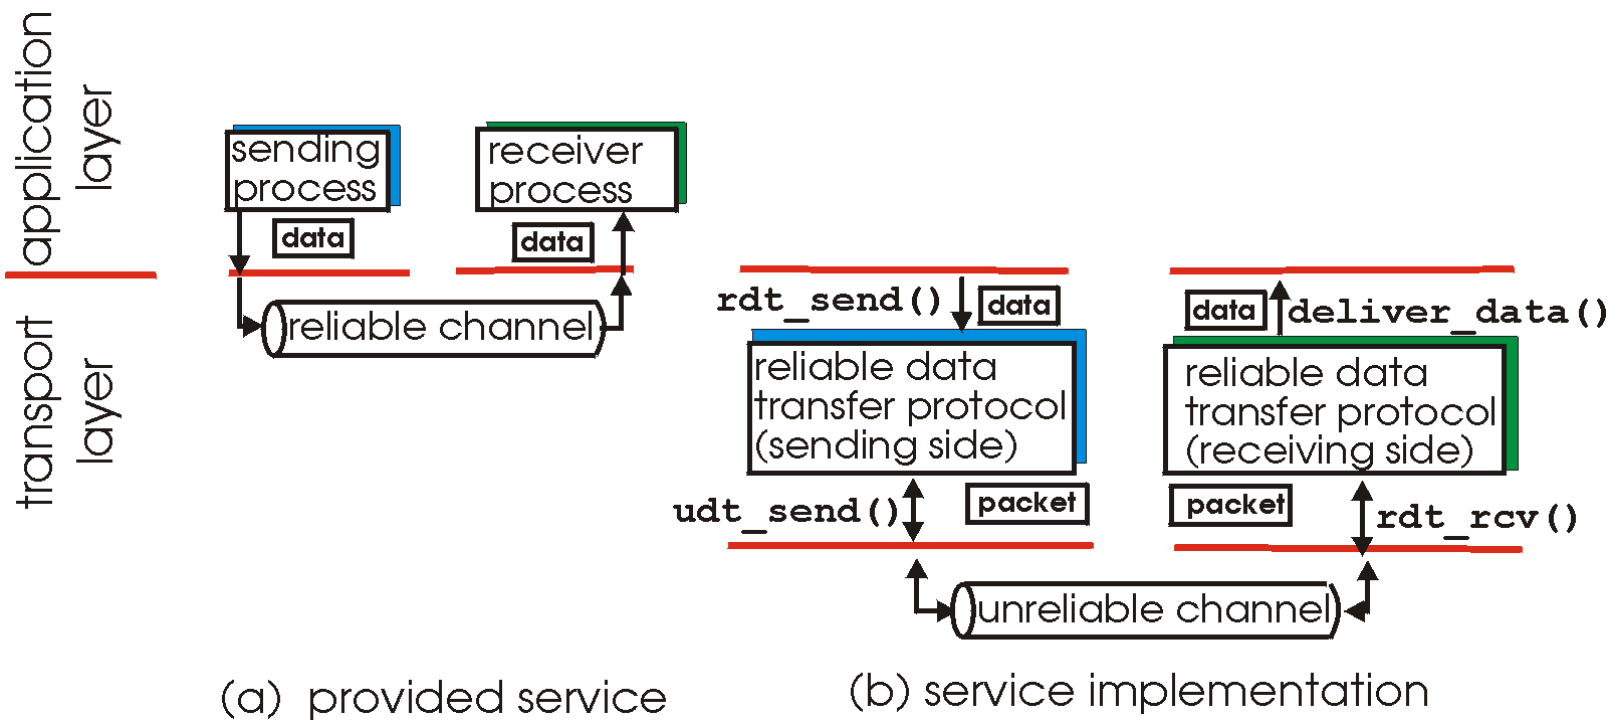 application
layer
transport
layer
sending
process
data
receiver
process
data
reliable channel
(a) provided service
rdt_send()
data
reliable data
transfer protocol
(sending side)
udt_send()
packet
data
deliver_data()
reliable data
transfer protocol
(receiving side)
packet
rdt_rcv()
unreliable channel
(b) service implementation